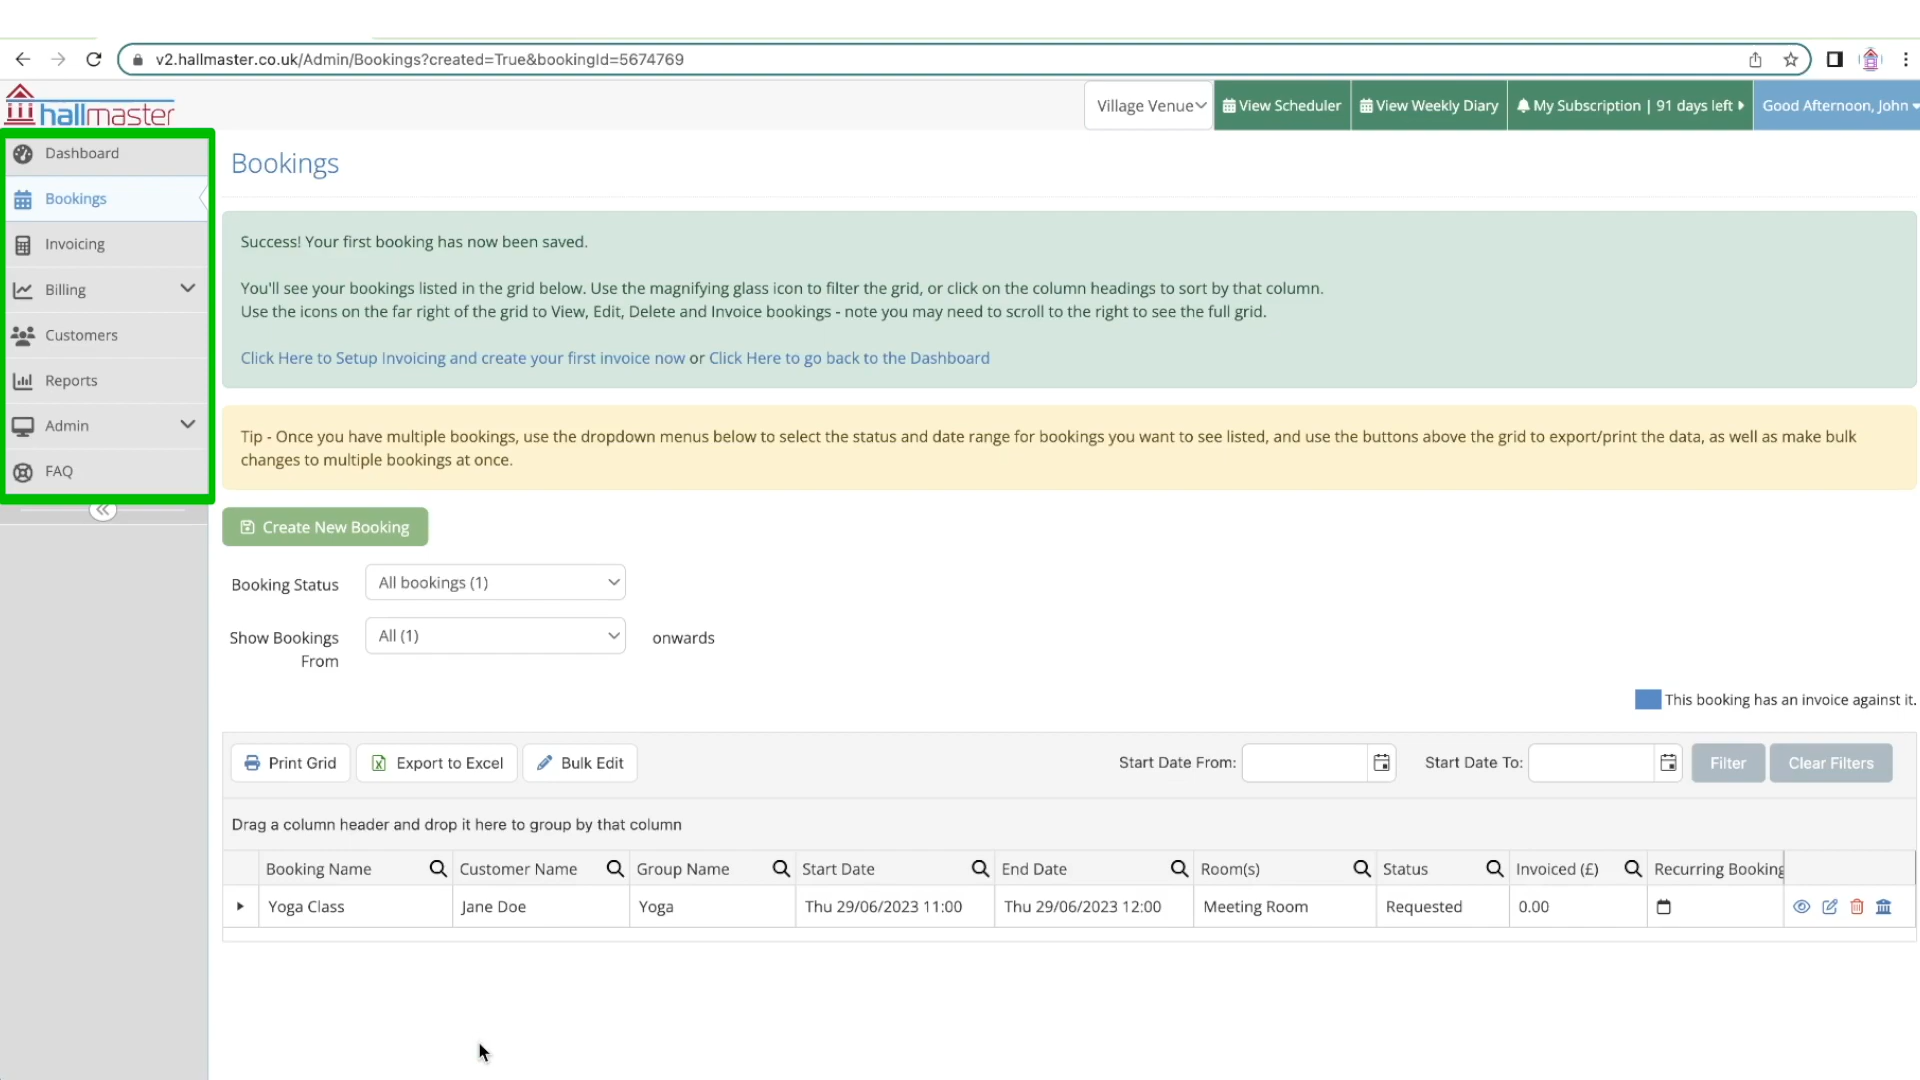 v2.hallmaster.co.uk/Admin/Bookings?created=True&bookingId=5674769
hallmaster
Village Venue
View Scheduler
View Weekly Diary
My Subscription | 91 days left
Good Afternoon, John
Dashboard
Bookings
Invoicing
Billing
Customers
Reports
Admin
FAQ
Bookings
Success! Your first booking has now been saved.
You'll see your bookings listed in the grid below. Use the magnifying glass icon to filter the grid, or click on the column headings to sort by that column.
Use the icons on the far right of the grid to View, Edit, Delete and Invoice bookings - note you may need to scroll to the right to see the full grid.
Click Here to Setup Invoicing and create your first invoice now or Click Here to go back to the Dashboard
Tip - Once you have multiple bookings, use the dropdown menus below to select the status and date range for bookings you want to see listed, and use the buttons above the grid to export/print the data, as well as make bulk
changes to multiple bookings at once.
Create New Booking
Booking Status
All bookings (1)
Show Bookings
From
All (1)
onwards
This booking has an invoice against it.
Print Grid
Export to Excel
Bulk Edit
Start Date From:
Start Date To:
Filter
Clear Filters
Drag a column header and drop it here to group by that column
Booking Name Customer Name Group Name Start Date End Date Room(s) Status Invoiced (£) Recurring Booking
Yoga Class Jane Doe Yoga Thu 29/06/2023 11:00 Thu 29/06/2023 12:00 Meeting Room Requested 0.00